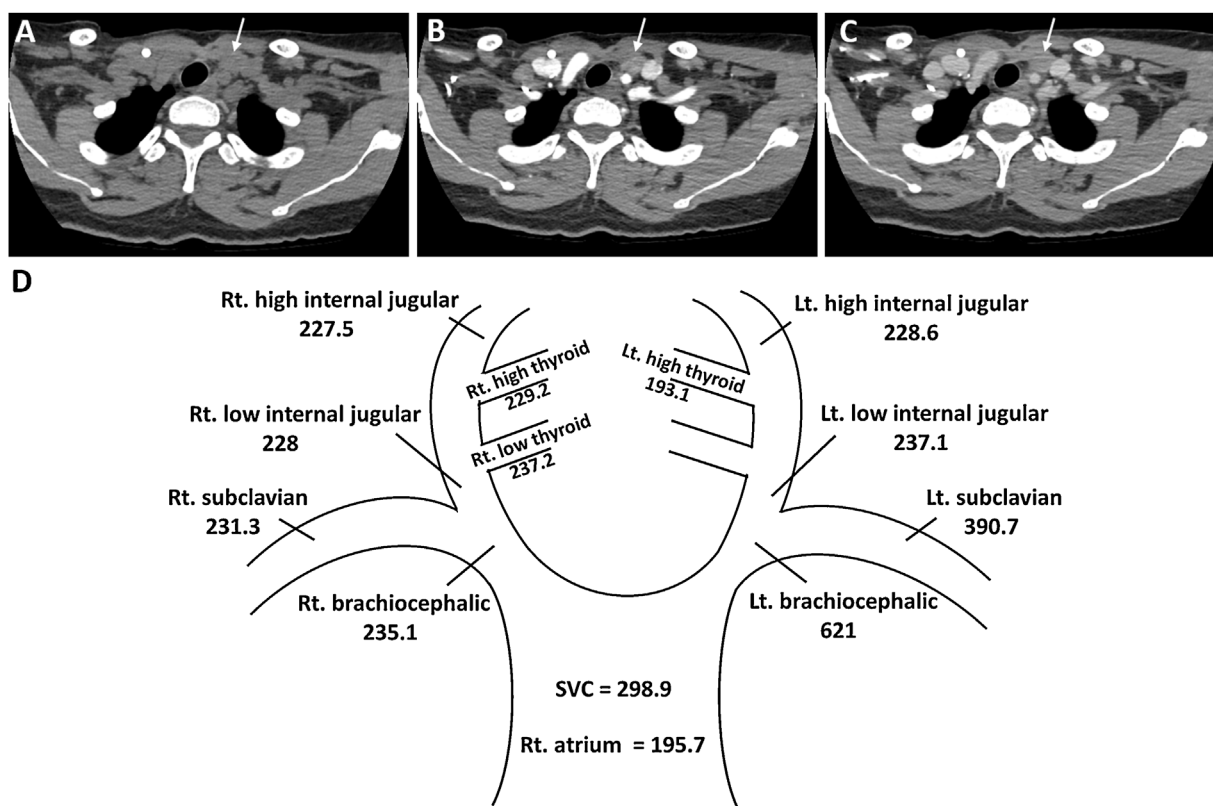 A
B
C
D
Rt. high internal jugular
227.5
Lt. high internal jugular
228.6
Rt. high thyroid
229.2
Lt. high thyroid
193.1
Rt. low internal jugular
228
Rt. low thyroid
237.2
Lt. low internal jugular
237.1
Rt. subclavian
231.3
Lt. subclavian
390.7
Rt. brachiocephalic
235.1
Lt. brachiocephalic
621
SVC = 298.9
Rt. atrium = 195.7